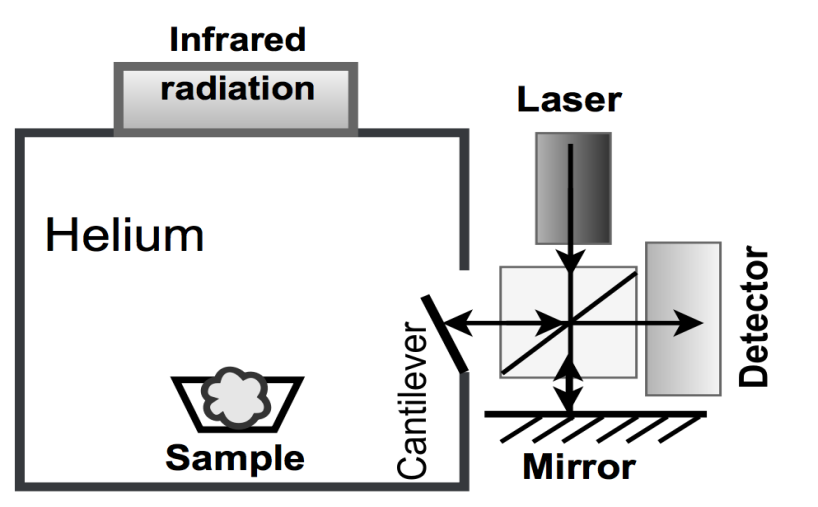 Infrared
radiation
Laser
Helium
Detector
Cantilever
Sample
Mirror